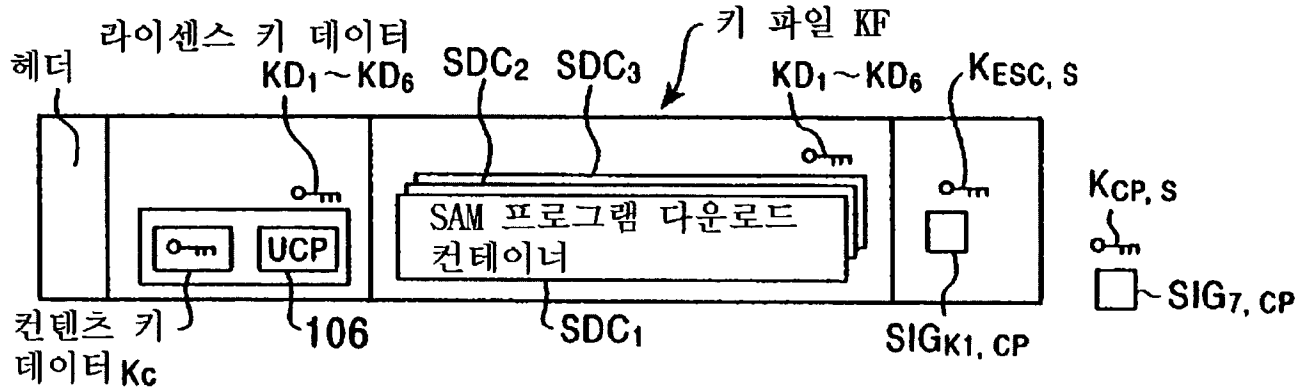 키 파일 KF
라이센스 키 데이터
KD1~KD6
헤더
SDC2
SDC3
KD1~KD6
KESC, S
SAM 프로그램 다운로드
컨테이너
UCP
KCP, S
SIG7, CP
컨텐츠 키
데이터 Kc
106
SDC1
SIGK1, CP